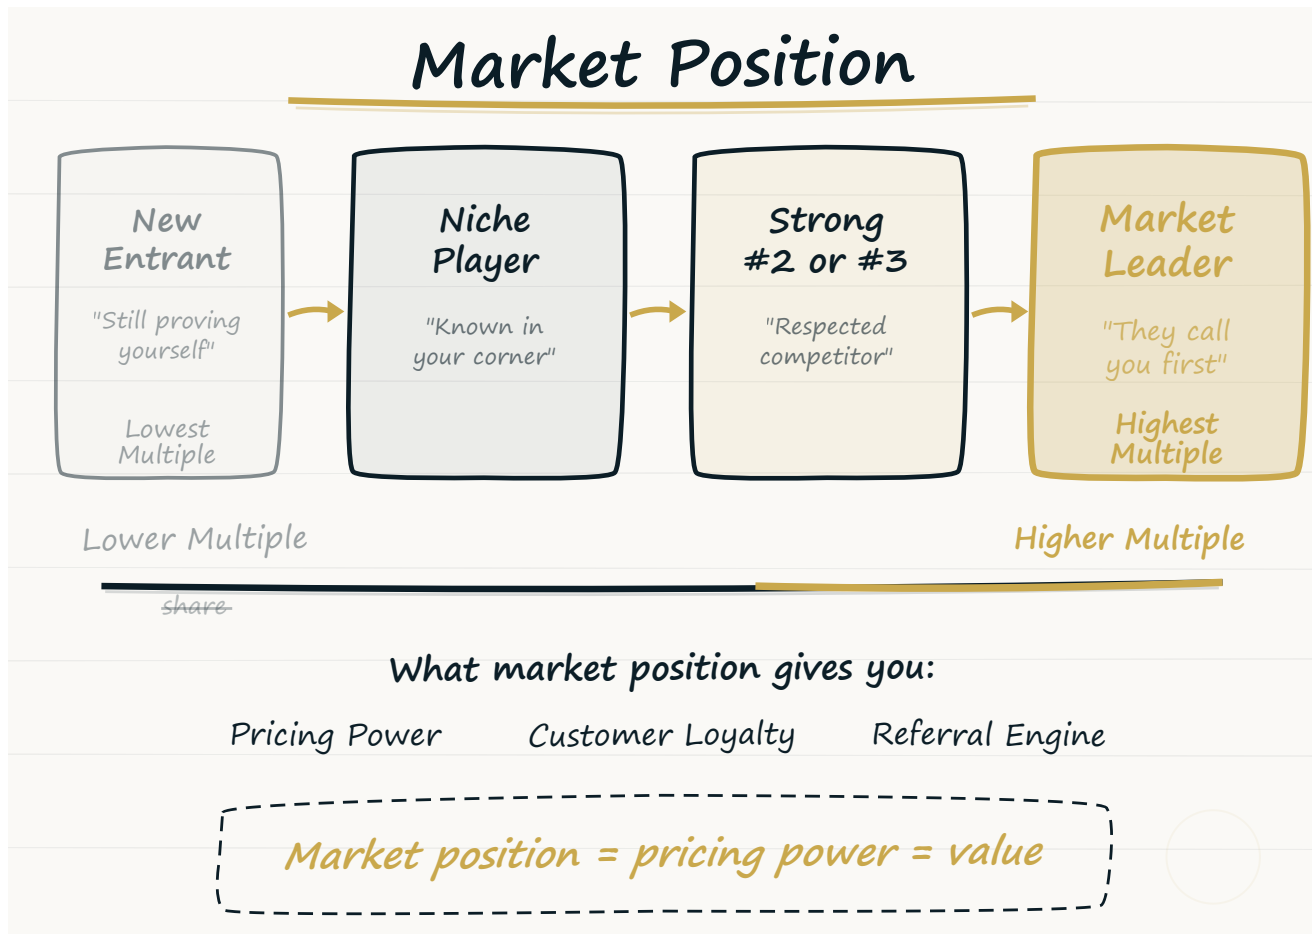 Market Position
New
Entrant
"Still proving
yourself"
Lowest
Multiple
Niche
Player
"Known in
your corner"
Strong
#2 or #3
"Respected
competitor"
Market
Leader
"They call
you first"
Highest
Multiple
Lower Multiple
Higher Multiple
share
What market position gives you:
Pricing Power
Customer Loyalty
Referral Engine
Market position = pricing power = value